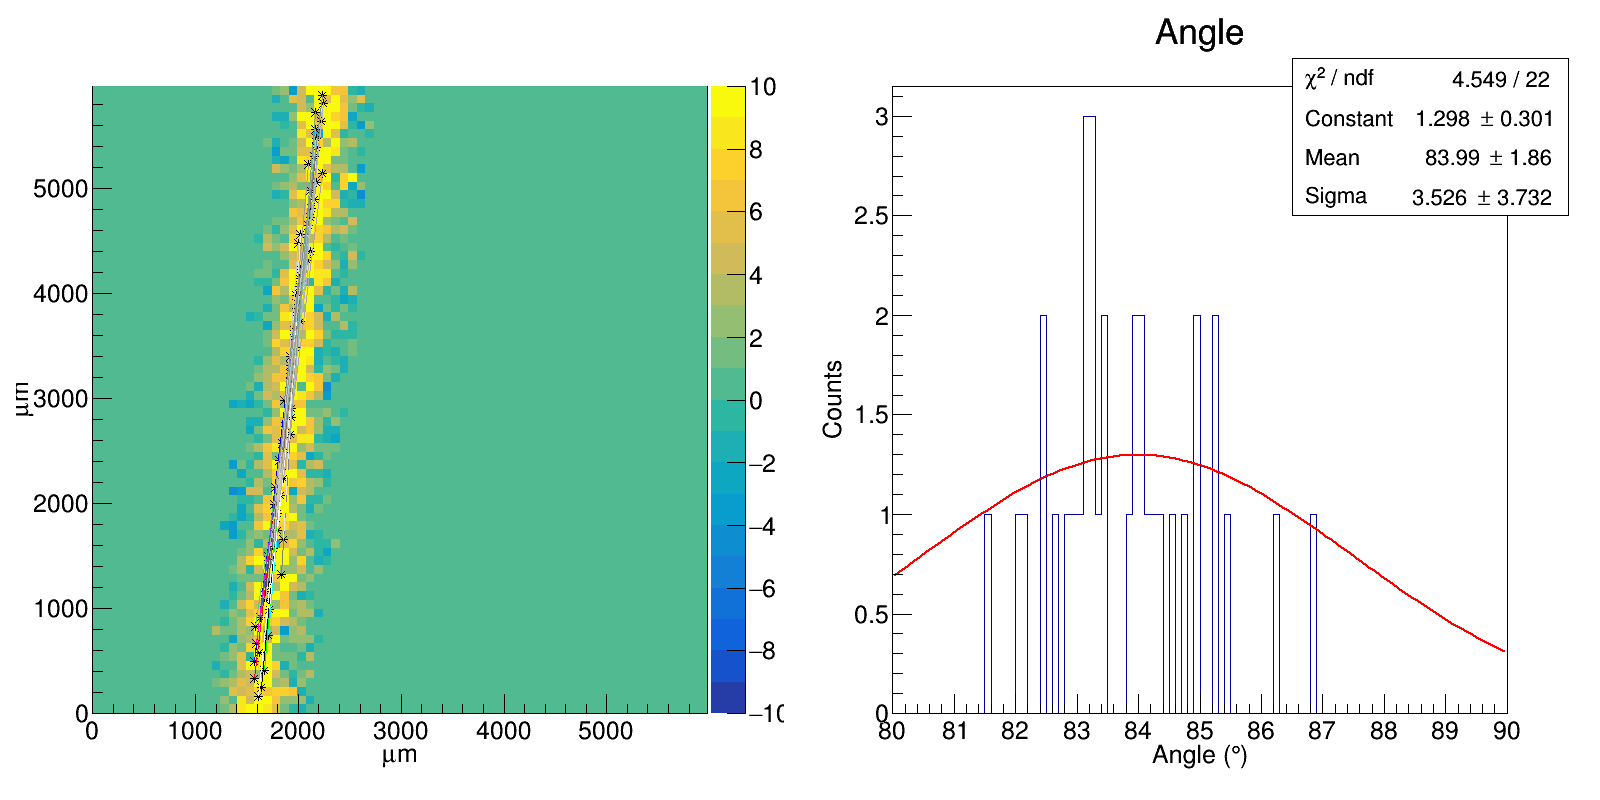 Angle
χ² / ndf 4.549 / 22
Constant 1.298 ± 0.301
Mean 83.99 ± 1.86
Sigma 3.526 ± 3.732
10
8
6
4
2
0
−2
−4
−6
−8
−10
5000
4000
3000
2000
1000
0
μm
0 1000 2000 3000 4000 5000
μm
3
2.5
2
1.5
1
0.5
0
Counts
80 81 82 83 84 85 86 87 88 89 90
Angle (°)